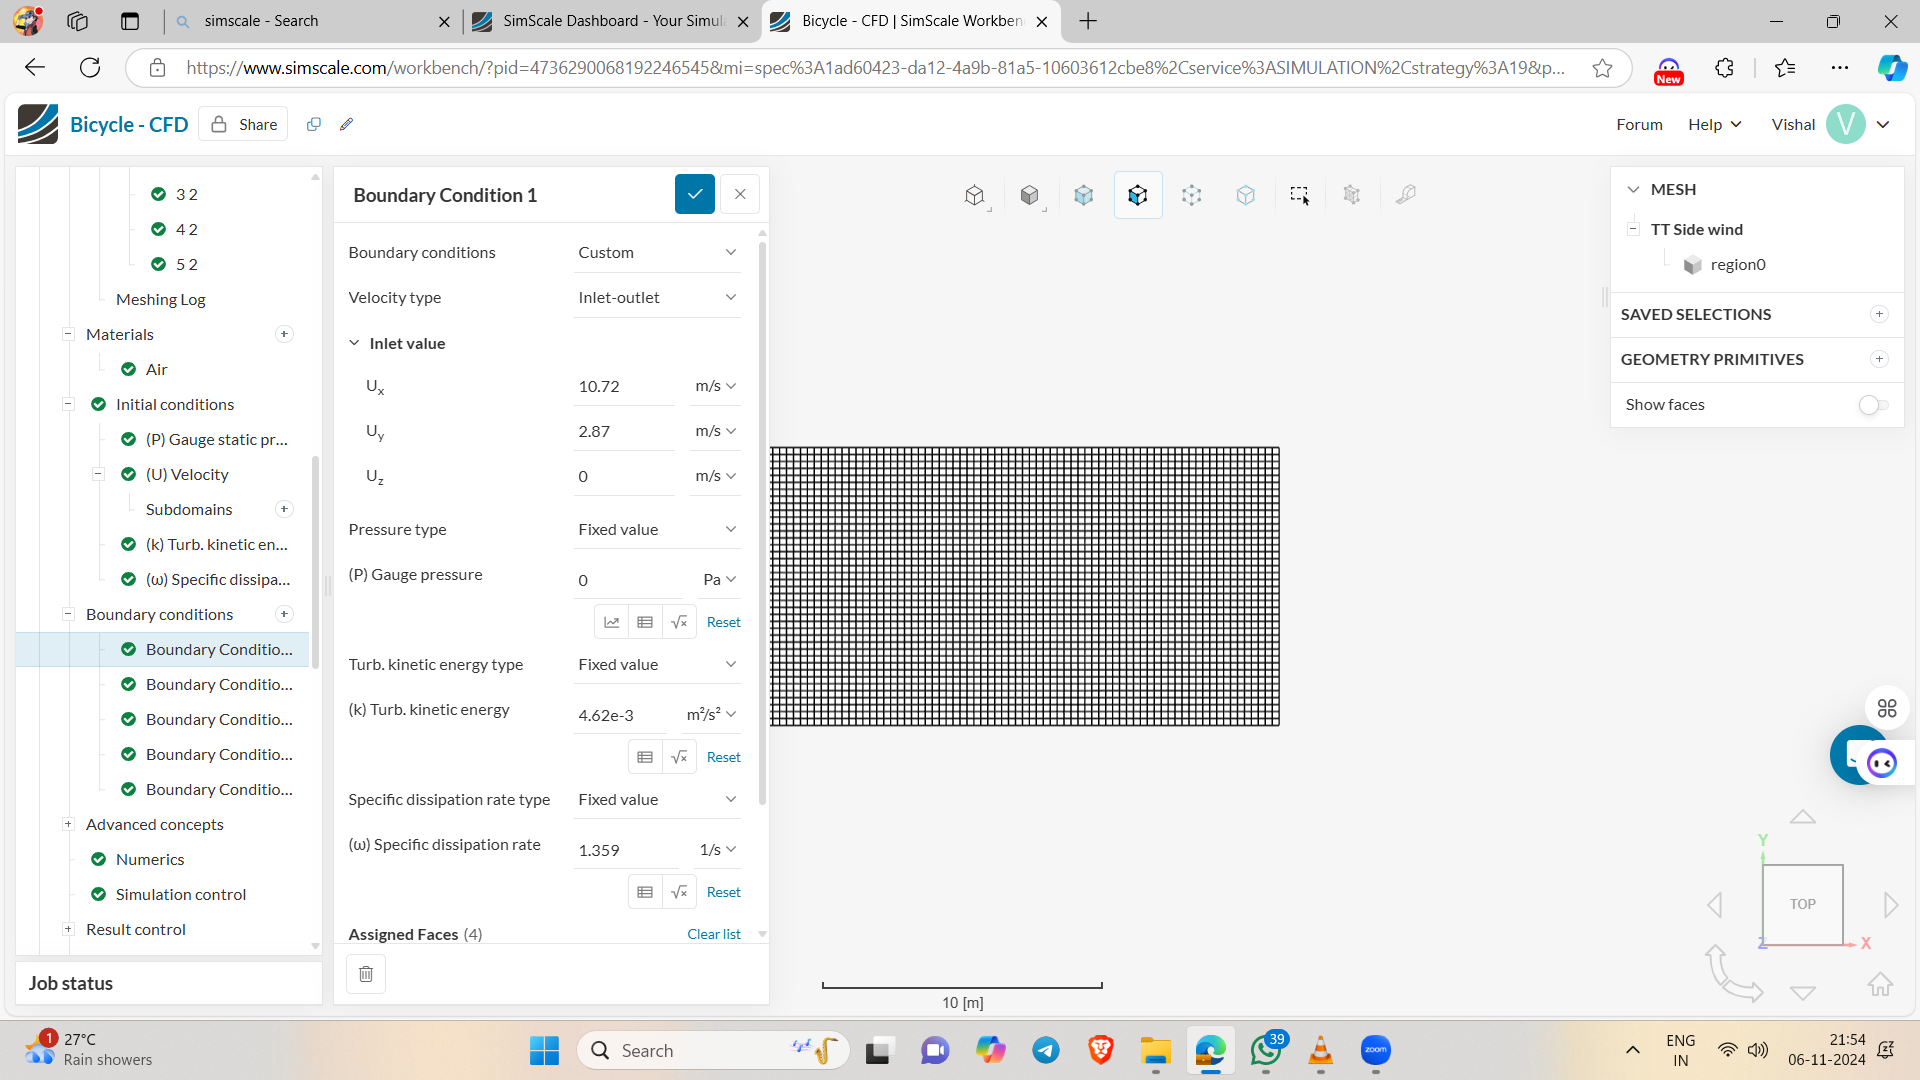 simscale - Search
SimScale Dashboard - Your Simula
Bicycle - CFD | SimScale Workben
https://www.simscale.com/workbench/?pid=4736290068192246545&mi=spec%3A1ad60423-da12-4a9b-81a5-10603612cbe8%2Cservice%3ASIMULATION%2Cstrategy%3A19&p...
New
Bicycle - CFD
Share
Forum
Help
Vishal
V
3 2
4 2
5 2
Meshing Log
Materials
Air
Initial conditions
(P) Gauge static pr...
(U) Velocity
Subdomains
(k) Turb. kinetic en...
(ω) Specific dissipa...
Boundary conditions
Boundary Conditio...
Boundary Conditio...
Boundary Conditio...
Boundary Conditio...
Boundary Conditio...
Advanced concepts
Numerics
Simulation control
Result control
Job status
Boundary Condition 1
Boundary conditions Custom
Velocity type Inlet-outlet
Inlet value
Ux 10.72 m/s
Uy 2.87 m/s
Uz 0 m/s
Pressure type Fixed value
(P) Gauge pressure 0 Pa
√x Reset
Turb. kinetic energy type Fixed value
(k) Turb. kinetic energy 4.62e-3 m²/s²
√x Reset
Specific dissipation rate type Fixed value
(ω) Specific dissipation rate 1.359 1/s
√x Reset
Assigned Faces (4) Clear list
10 [m]
MESH
TT Side wind
region0
SAVED SELECTIONS
GEOMETRY PRIMITIVES
Show faces
Y
TOP
Z
X
1
27°C
Rain showers
Search
39
zoom
ENG
IN
21:54
06-11-2024